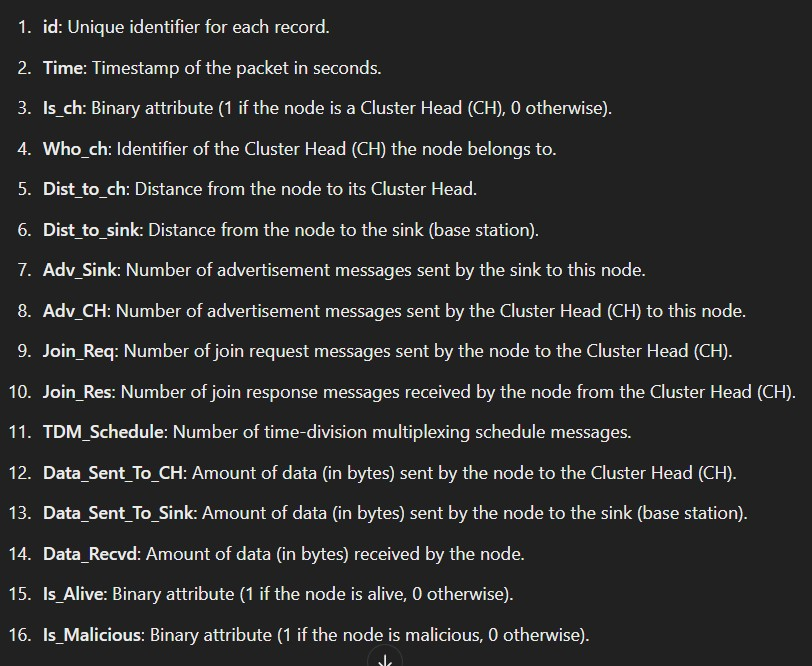 1. id: Unique identifier for each record.
2. Time: Timestamp of the packet in seconds.
3. Is_ch: Binary attribute (1 if the node is a Cluster Head (CH), 0 otherwise).
4. Who_ch: Identifier of the Cluster Head (CH) the node belongs to.
5. Dist_to_ch: Distance from the node to its Cluster Head.
6. Dist_to_sink: Distance from the node to the sink (base station).
7. Adv_Sink: Number of advertisement messages sent by the sink to this node.
8. Adv_CH: Number of advertisement messages sent by the Cluster Head (CH) to this node.
9. Join_Req: Number of join request messages sent by the node to the Cluster Head (CH).
10. Join_Res: Number of join response messages received by the node from the Cluster Head (CH).
11. TDM_Schedule: Number of time-division multiplexing schedule messages.
12. Data_Sent_To_CH: Amount of data (in bytes) sent by the node to the Cluster Head (CH).
13. Data_Sent_To_Sink: Amount of data (in bytes) sent by the node to the sink (base station).
14. Data_Recvd: Amount of data (in bytes) received by the node.
15. Is_Alive: Binary attribute (1 if the node is alive, 0 otherwise).
16. Is_Malicious: Binary attribute (1 if the node is malicious, 0 otherwise).